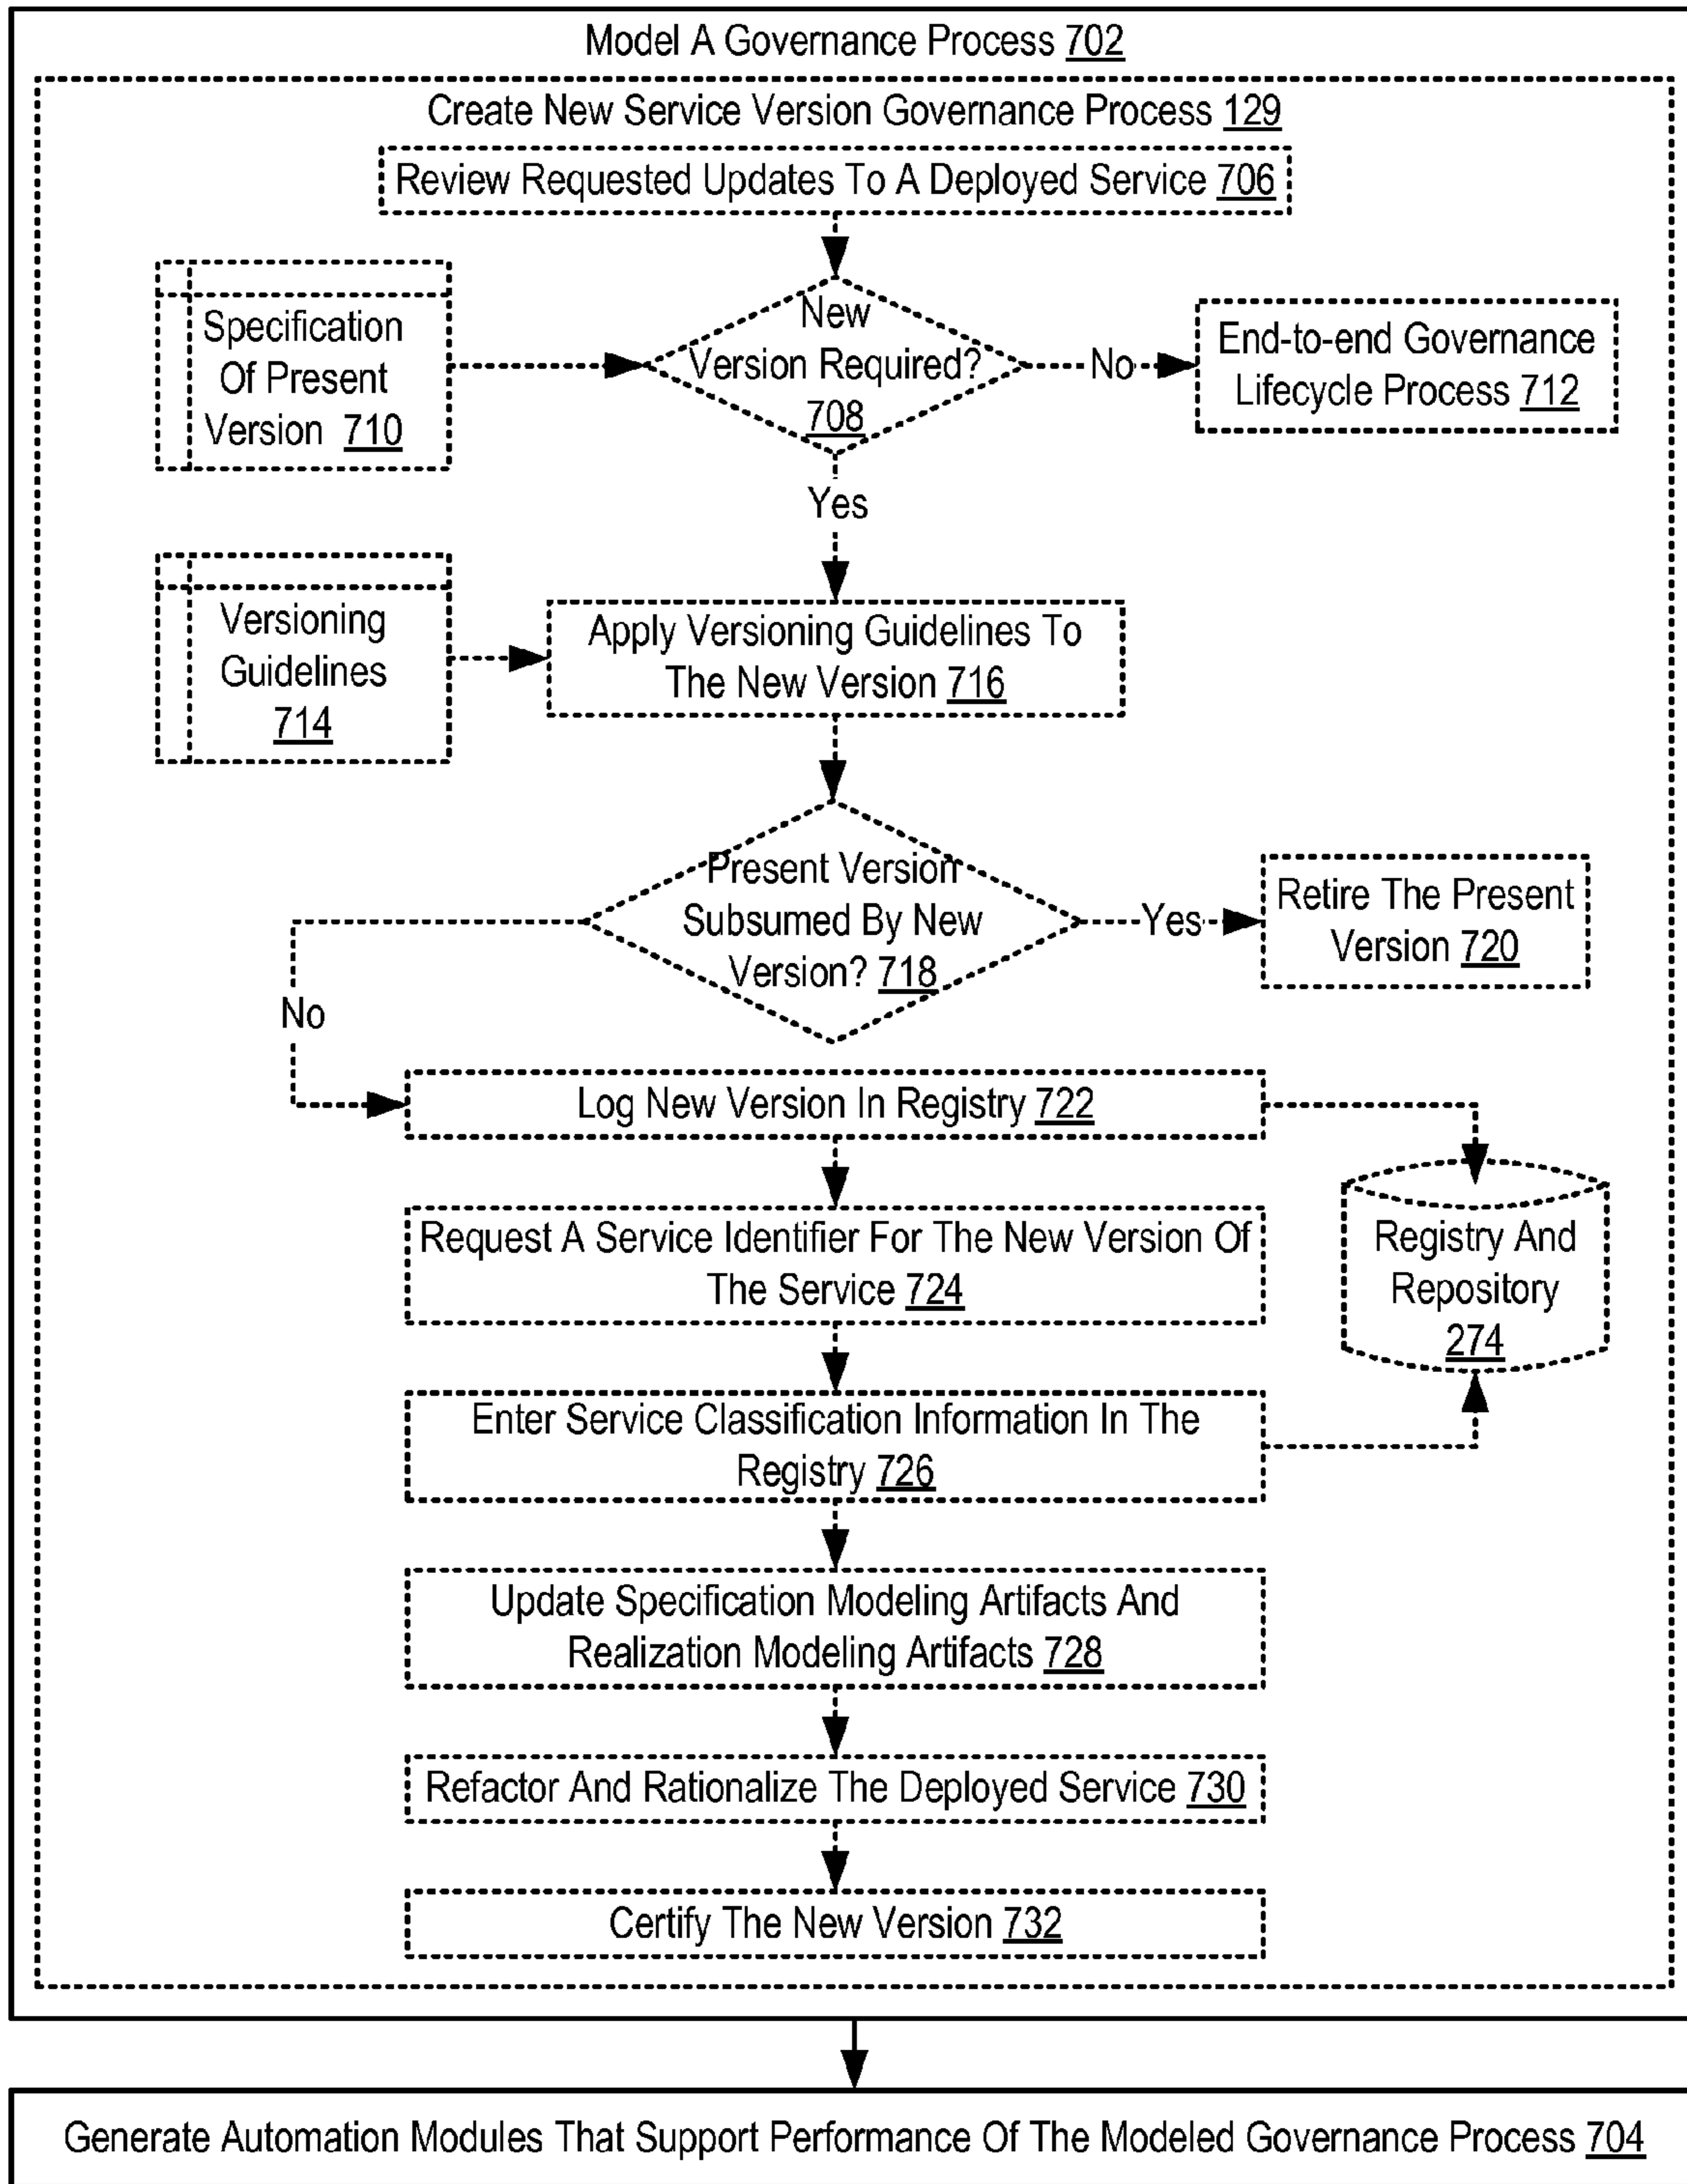 Model A Governance Process 702
Create New Service Version Governance Process 129
Review Requested Updates To A Deployed Service 706
Specification
Of Present
Version 710
New
Version Required?
708
No
End-to-end Governance
Lifecycle Process 712
Yes
Versioning
Guidelines
714
Apply Versioning Guidelines To
The New Version 716
Present Version
Subsumed By New
Version? 718
Yes
Retire The Present
Version 720
No
Log New Version In Registry 722
Request A Service Identifier For The New Version Of
The Service 724
Registry And
Repository
274
Enter Service Classification Information In The
Registry 726
Update Specification Modeling Artifacts And
Realization Modeling Artifacts 728
Refactor And Rationalize The Deployed Service 730
Certify The New Version 732
Generate Automation Modules That Support Performance Of The Modeled Governance Process 704